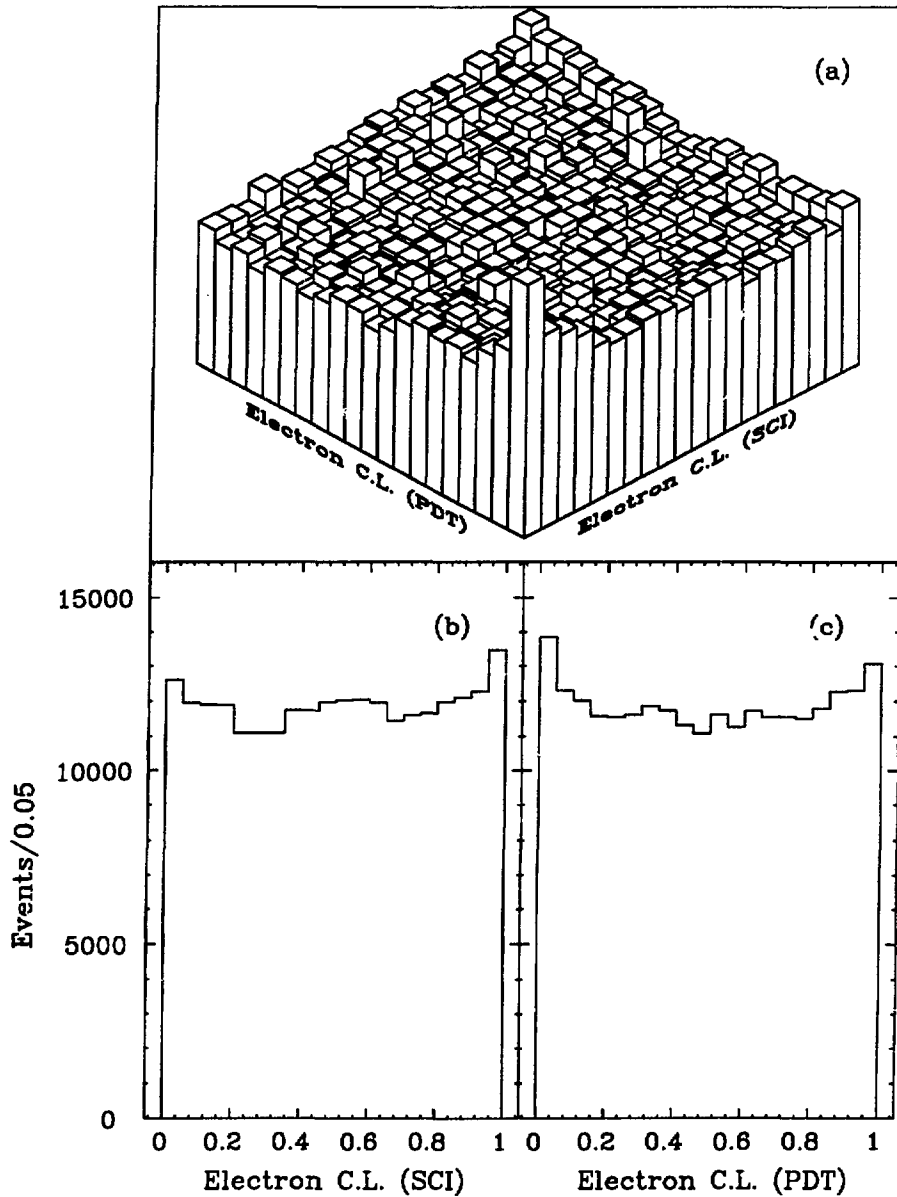 (a)
Electron C.L. (PDT)
Electron C.L. (SCI)
(b)
(c)
15000
10000
5000
0
Events/0.05
0 0.2 0.4 0.6 0.8 1
0 0.2 0.4 0.6 0.8 1
Electron C.L. (SCI)
Electron C.L. (PDT)